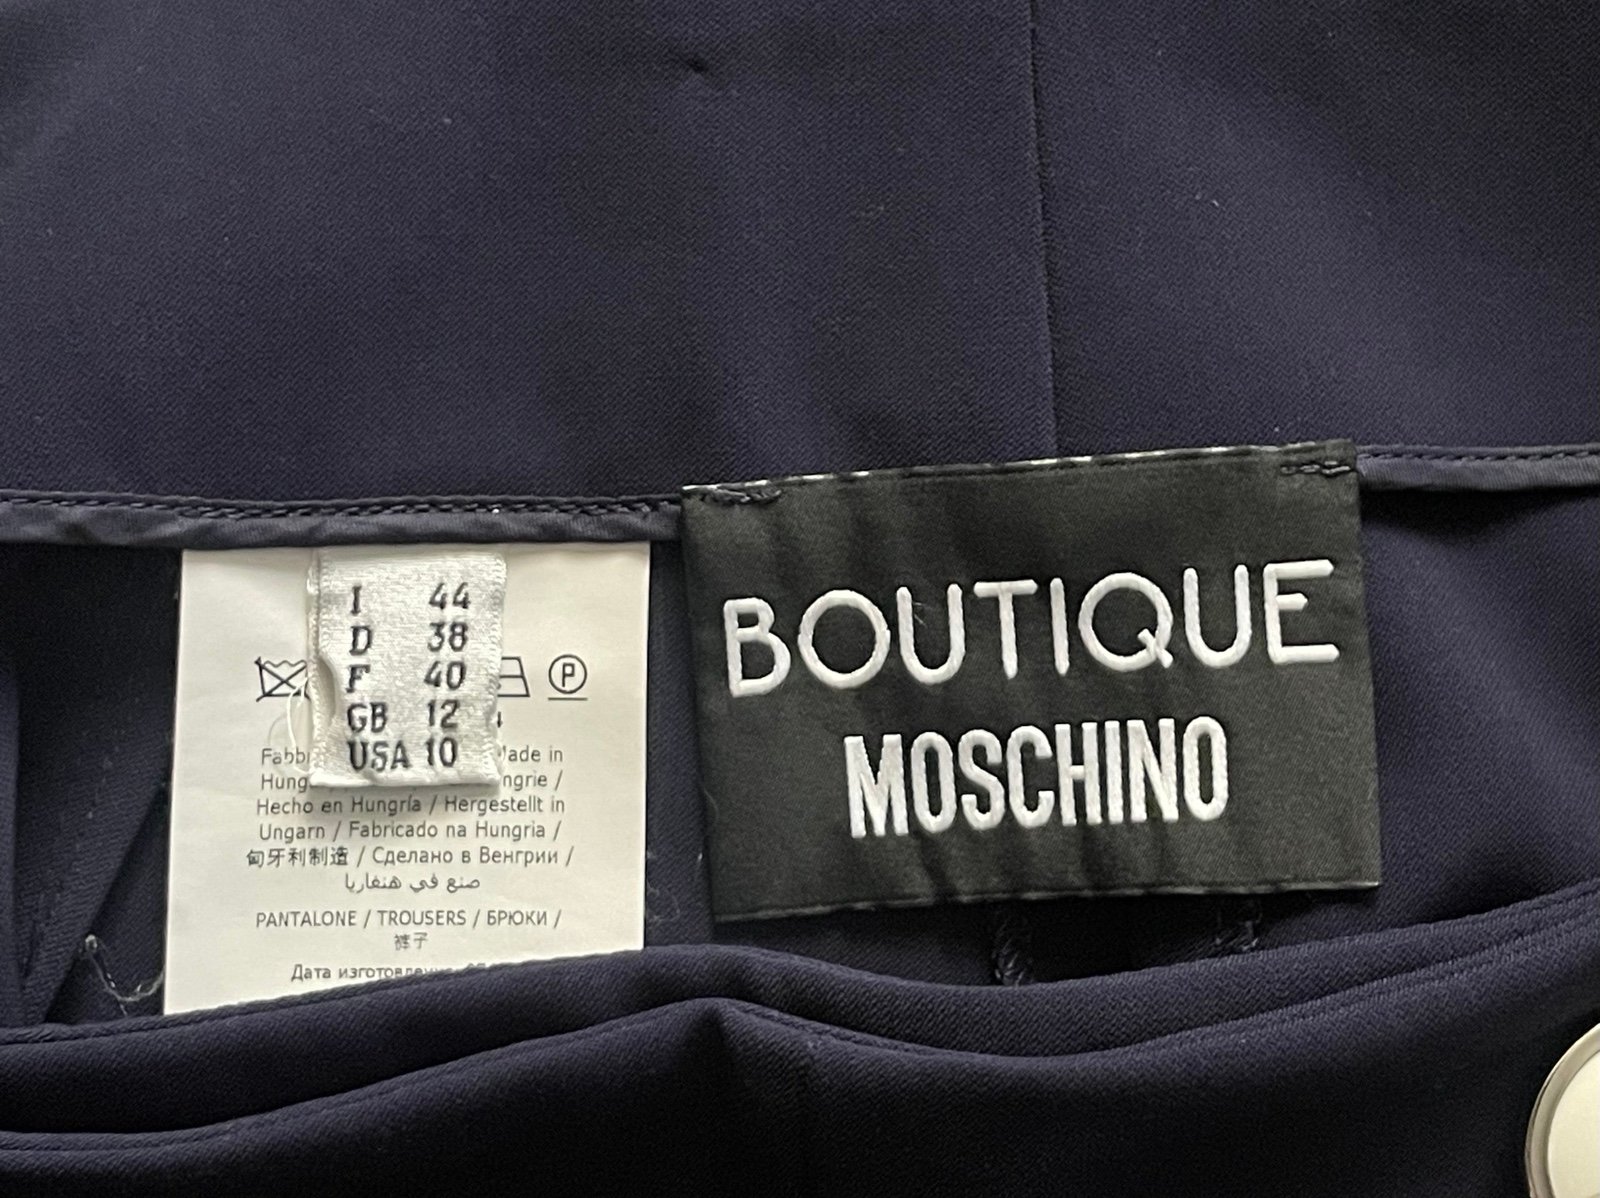 I 44
D 38
F 40
GB 12
USA 10
P
Made in
Hecho en Hungría / Hergestellt in
Ungarn / Fabricado na Hungria /
匈牙利制造 / Сделано в Венгрии /
صنع في هنغاريا
PANTALONE / TROUSERS / БРЮКИ /
裤子
Дата
BOUTIQUE
MOSCHINO